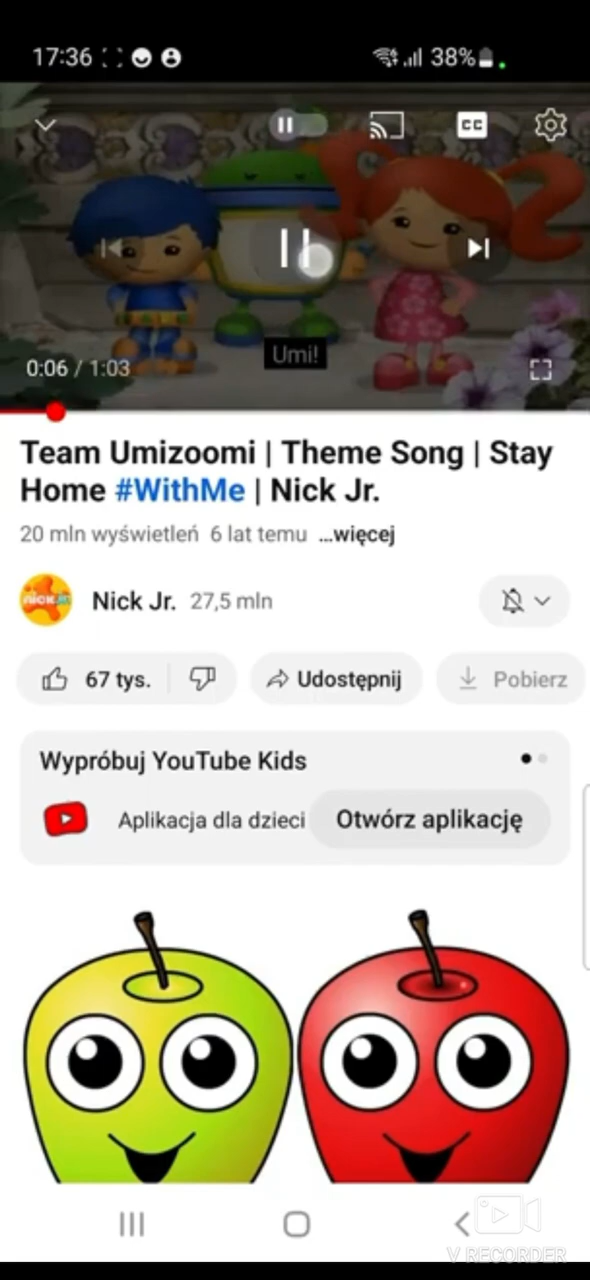 17:36 38%
CC
Umi!
0:06 / 1:03
Team Umizoomi | Theme Song | Stay
Home #WithMe | Nick Jr.
20 mln wyświetleń 6 lat temu ...więcej
nick jr.
Nick Jr. 27,5 mln
67 tys. Udostępnij Pobierz
Wypróbuj YouTube Kids
Aplikacja dla dzieci Otwórz aplikację
V RECORDER